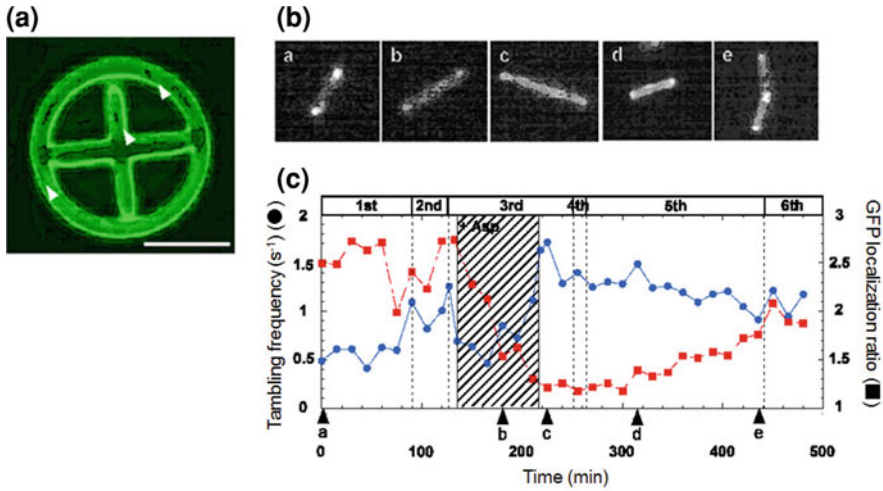 (a)
(b)
a b c d e
(c)
1st 2nd 3rd 4th 5th 6th
+ Asp
Tambling frequency (s⁻¹) (●)
2
1.5
1
0.5
0
GFP localization ratio (■)
3
2.5
2
1.5
1
a b c d e
0 100 200 300 400 500
Time (min)